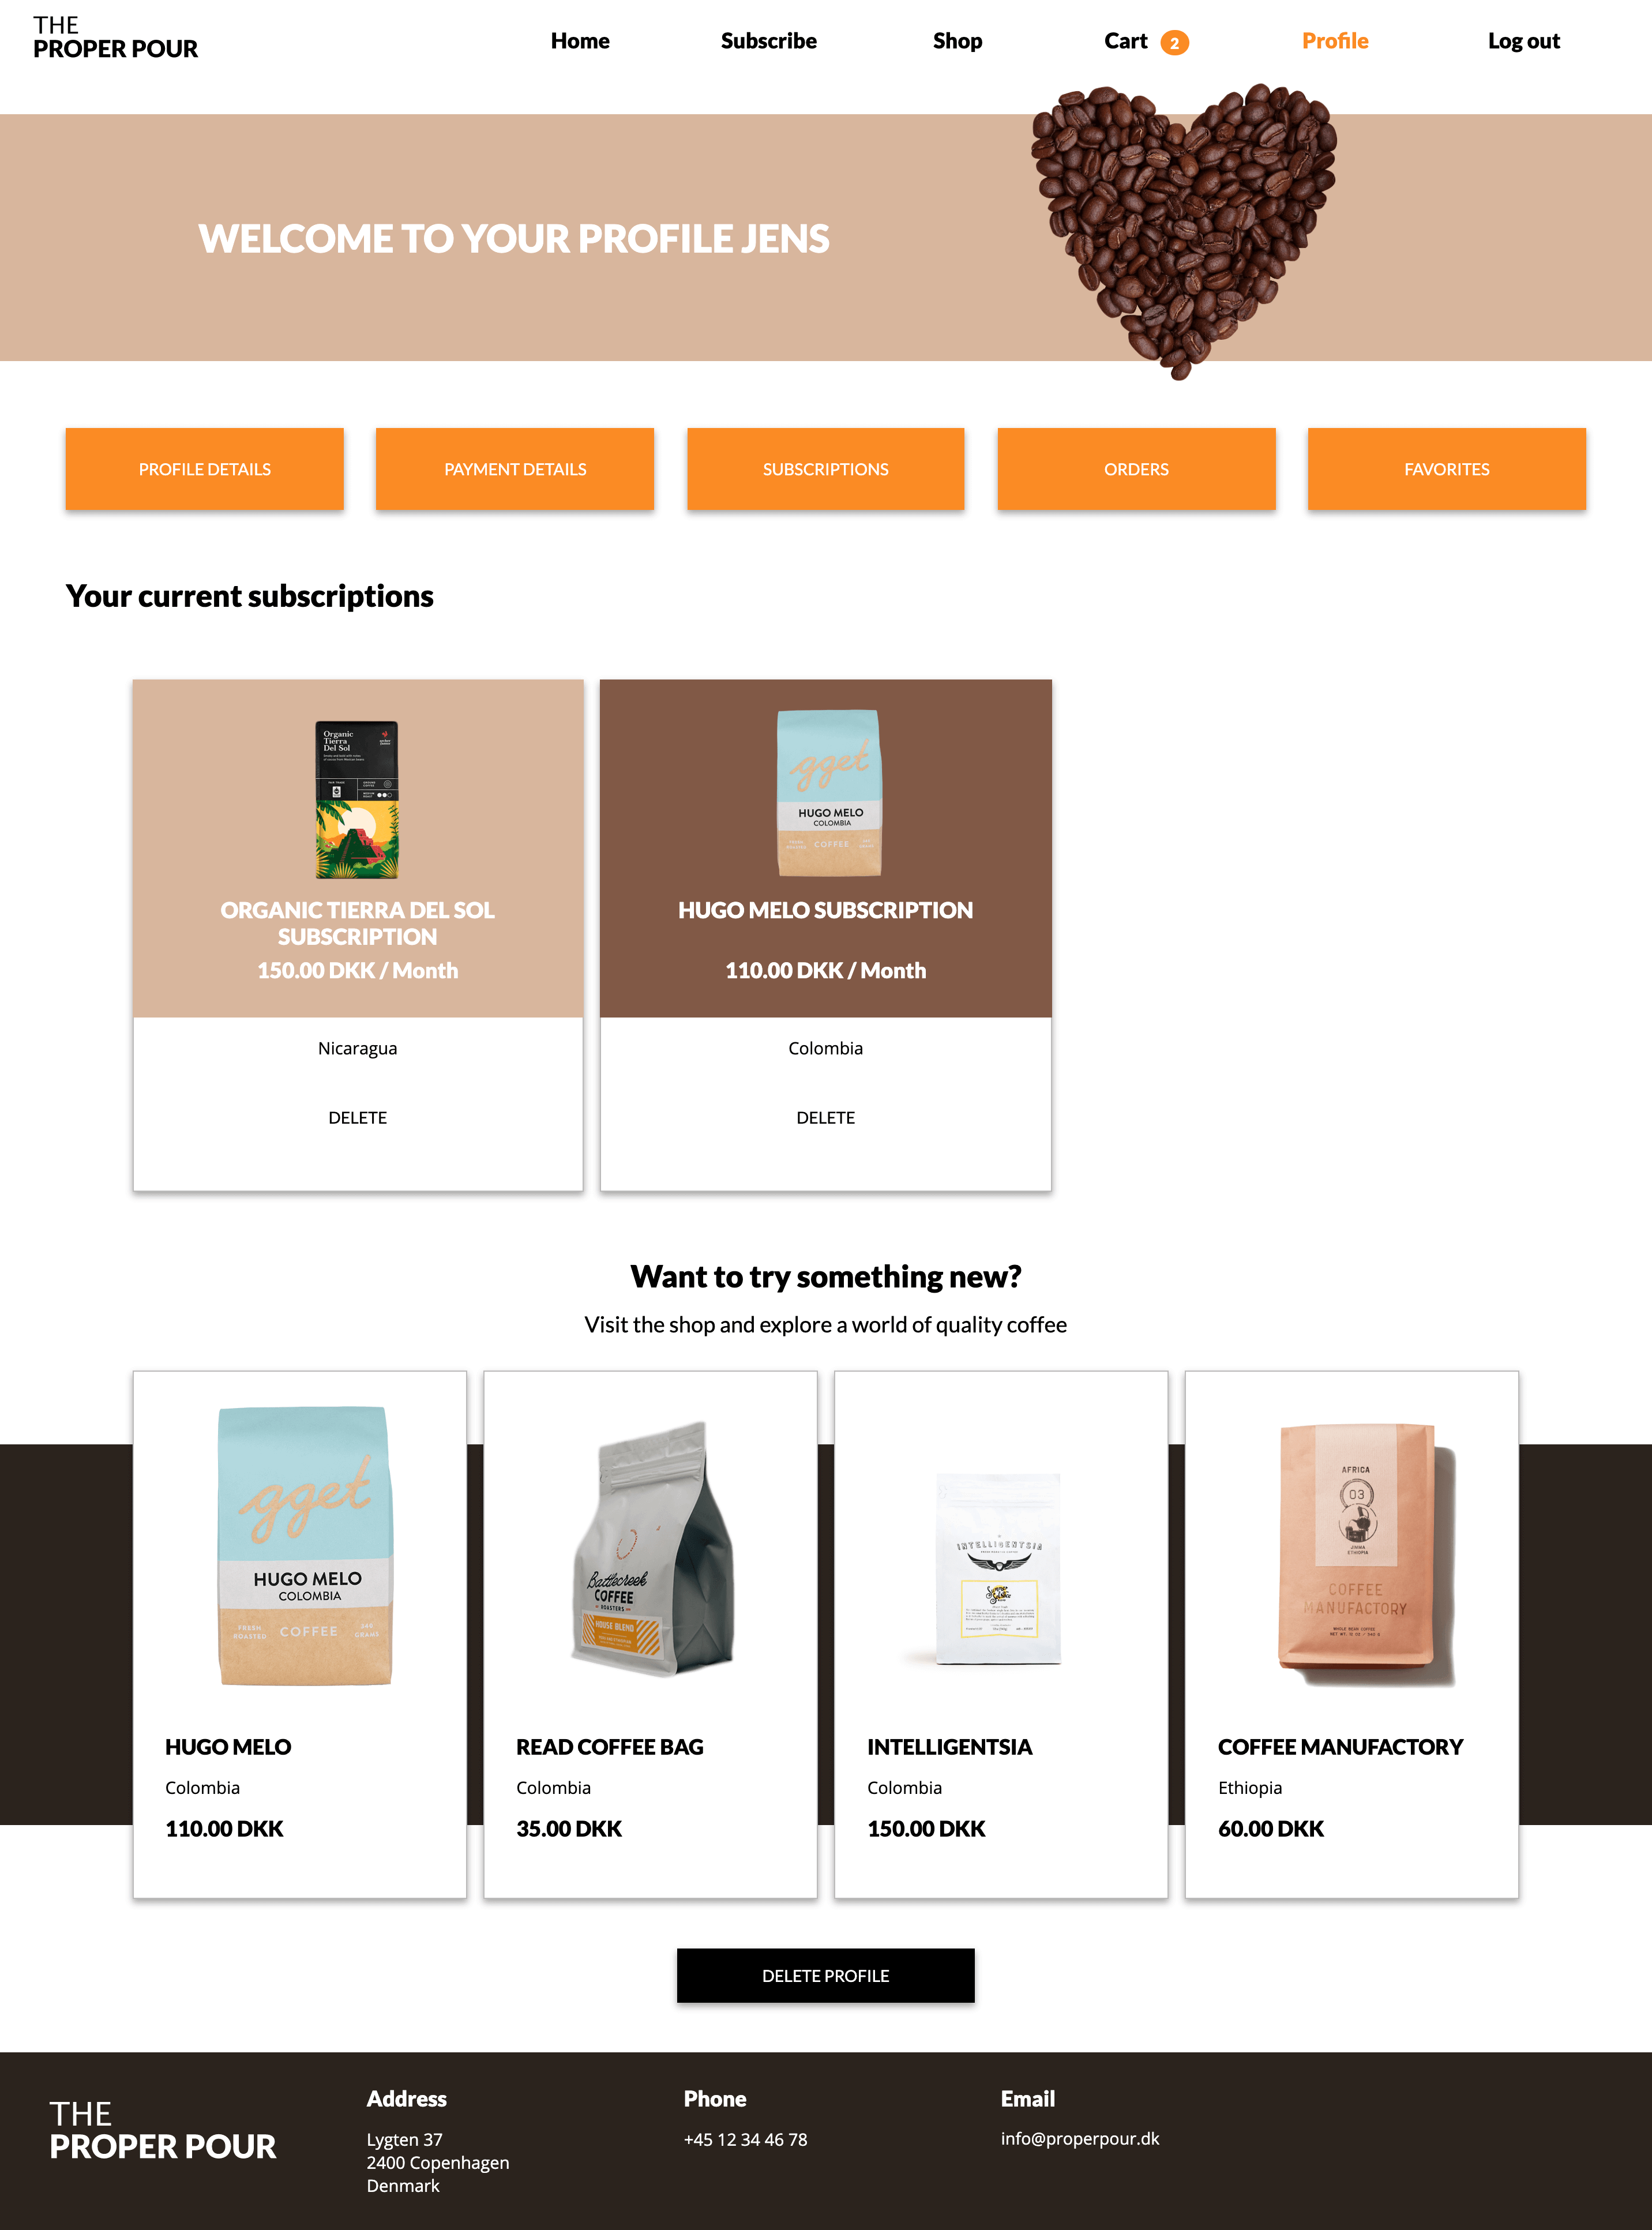 THE
PROPER POUR
Home
Subscribe
Shop
Cart 2
Profile
Log out
WELCOME TO YOUR PROFILE JENS
PROFILE DETAILS
PAYMENT DETAILS
SUBSCRIPTIONS
ORDERS
FAVORITES
Your current subscriptions
Organic
Tierra
Del Sol
ORGANIC TIERRA DEL SOL
SUBSCRIPTION
150.00 DKK / Month
Nicaragua
DELETE
gget
HUGO MELO
COLOMBIA
COFFEE
HUGO MELO SUBSCRIPTION
110.00 DKK / Month
Colombia
DELETE
Want to try something new?
Visit the shop and explore a world of quality coffee
gget
HUGO MELO
COLOMBIA
FRESH
ROASTED
COFFEE
GRAMS
HUGO MELO
Colombia
110.00 DKK
Battlecreek
COFFEE
ROASTERS
HOUSE BLEND
READ COFFEE BAG
Colombia
35.00 DKK
INTELLIGENTSIA
INTELLIGENTSIA
Colombia
150.00 DKK
AFRICA
03
JIMMA
ETHIOPIA
COFFEE
MANUFACTORY
WHOLE BEAN COFFEE
COFFEE MANUFACTORY
Ethiopia
60.00 DKK
DELETE PROFILE
THE
PROPER POUR
Address
Lygten 37
2400 Copenhagen
Denmark
Phone
+45 12 34 46 78
Email
info@properpour.dk